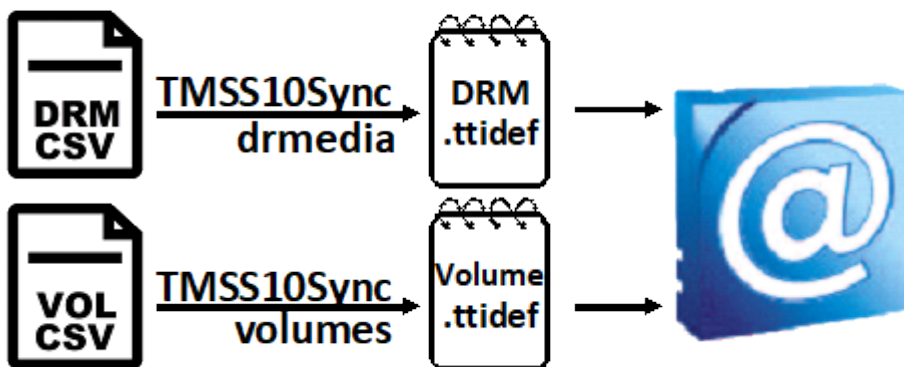 DRM
CSV
TMSS10Sync
drmedia
DRM
.ttidef
@
VOL
CSV
TMSS10Sync
volumes
Volume
.ttidef